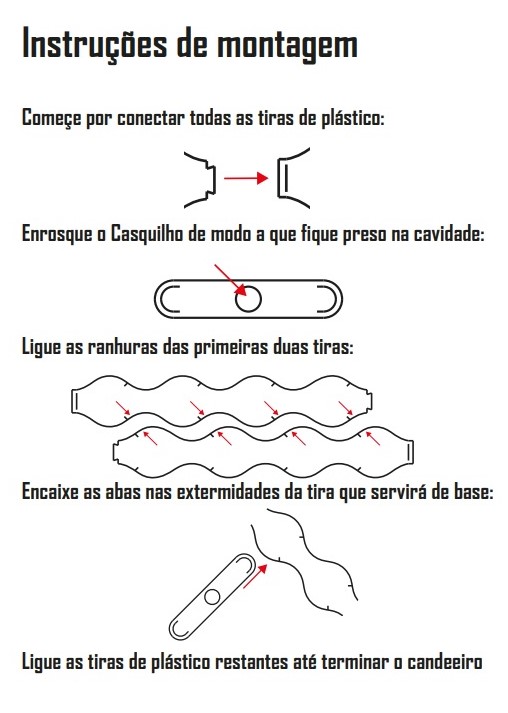 Instruções de montagem
Começe por conectar todas as tiras de plástico:
Enrosque o Casquilho de modo a que fique preso na cavidade:
Ligue as ranhuras das primeiras duas tiras:
Encaixe as abas nas extermidades da tira que servirá de base:
Ligue as tiras de plástico restantes até terminar o candeeiro